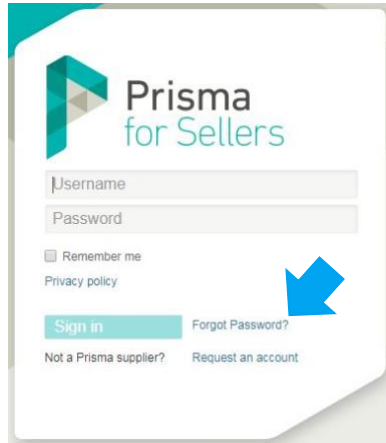 Prisma
for Sellers
Username
Password
Remember me
Privacy policy
Sign in
Forgot Password?
Not a Prisma supplier?
Request an account